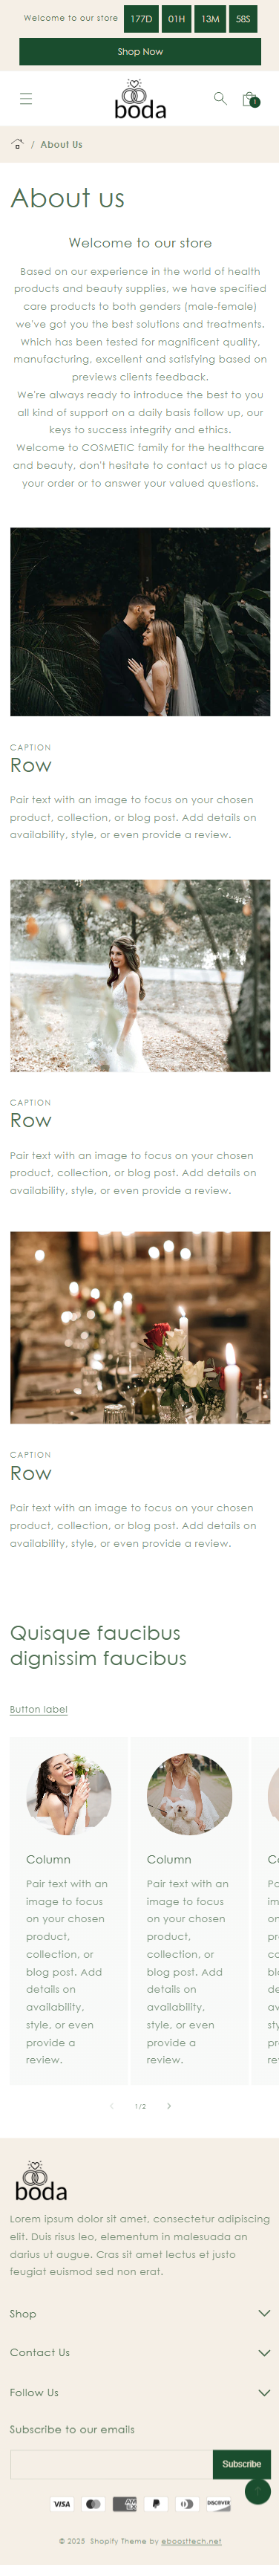 Welcome to our store 177D 01H 13M 58S
Shop Now
boda
1
/ About Us
About us
Welcome to our store
Based on our experience in the world of health
products and beauty supplies, we have specified
care products to both genders (male-female)
we've got you the best solutions and treatments.
Which has been tested for magnificent quality,
manufacturing, excellent and satisfying based on
previews clients feedback.
We're always ready to introduce the best to you
all kind of support on a daily basis follow up, our
keys to success integrity and ethics.
Welcome to COSMETIC family for the healthcare
and beauty, don't hesitate to contact us to place
your order or to answer your valued questions.
CAPTION
Row
Pair text with an image to focus on your chosen
product, collection, or blog post. Add details on
availability, style, or even provide a review.
CAPTION
Row
Pair text with an image to focus on your chosen
product, collection, or blog post. Add details on
availability, style, or even provide a review.
CAPTION
Row
Pair text with an image to focus on your chosen
product, collection, or blog post. Add details on
availability, style, or even provide a review.
Quisque faucibus
dignissim faucibus
Button label
Column
Pair text with an
image to focus
on your chosen
product,
collection, or
blog post. Add
details on
availability,
style, or even
provide a
review.
Column
Pair text with an
image to focus
on your chosen
product,
collection, or
blog post. Add
details on
availability,
style, or even
provide a
review.
1/2
boda
Lorem ipsum dolor sit amet, consectetur adipiscing
elit. Duis risus leo, elementum in malesuada an
darius ut augue. Cras sit amet lectus et justo
feugiat euismod sed non erat.
Shop
Contact Us
Follow Us
Subscribe to our emails
Subscribe
VISA AMEX DISCOVER
© 2025 Shopify Theme by eboosttech.net